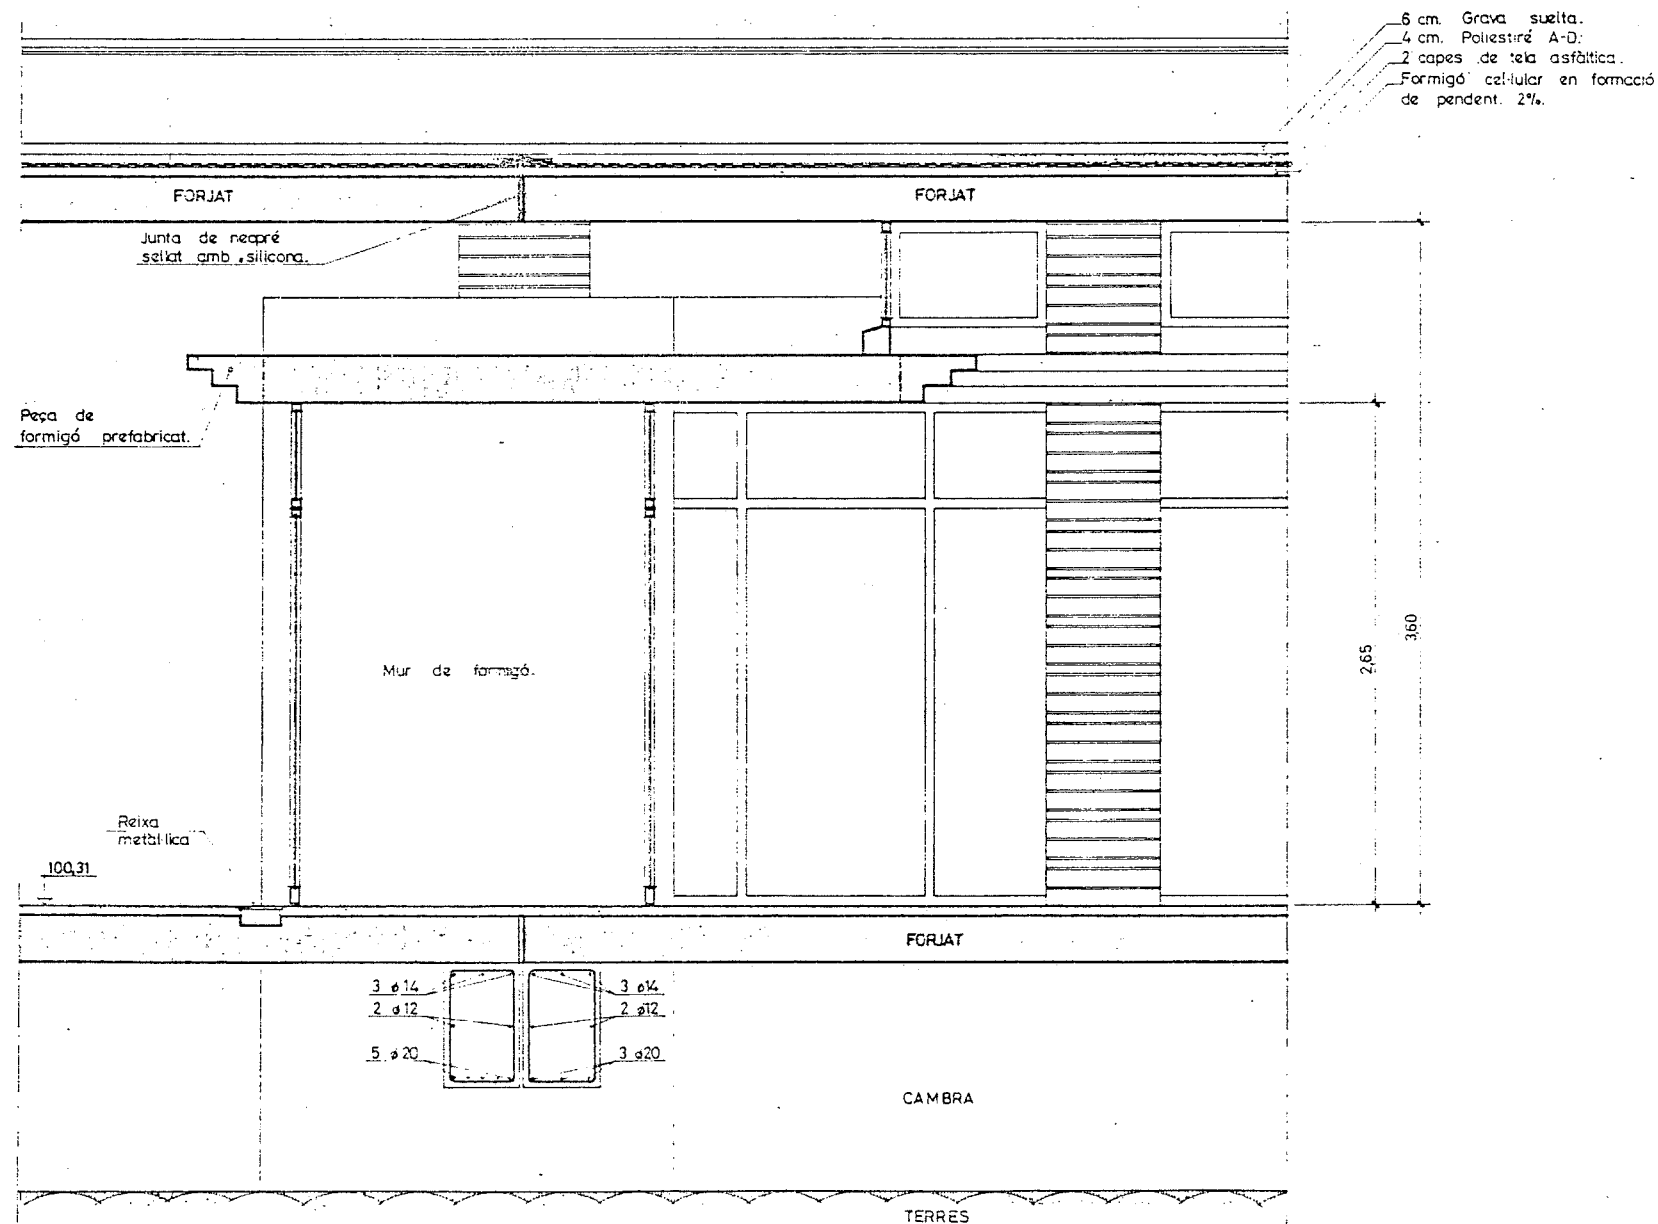 6 cm. Grava suelta.
4 cm. Poliestiré A-D.
2 capes de tela asfàltica.
Formigó cel·lular en formació
de pendent. 2%.
FORJAT
FORJAT
Junta de neopré
sellat amb silicona.
Peça de
formigó prefabricat.
Mur de formigó.
2,65
3,60
Reixa
metàl·lica
100,31
FORJAT
3 ø14
3 ø14
2 ø12
2 ø12
5 ø20
3 ø20
CAMBRA
TERRES